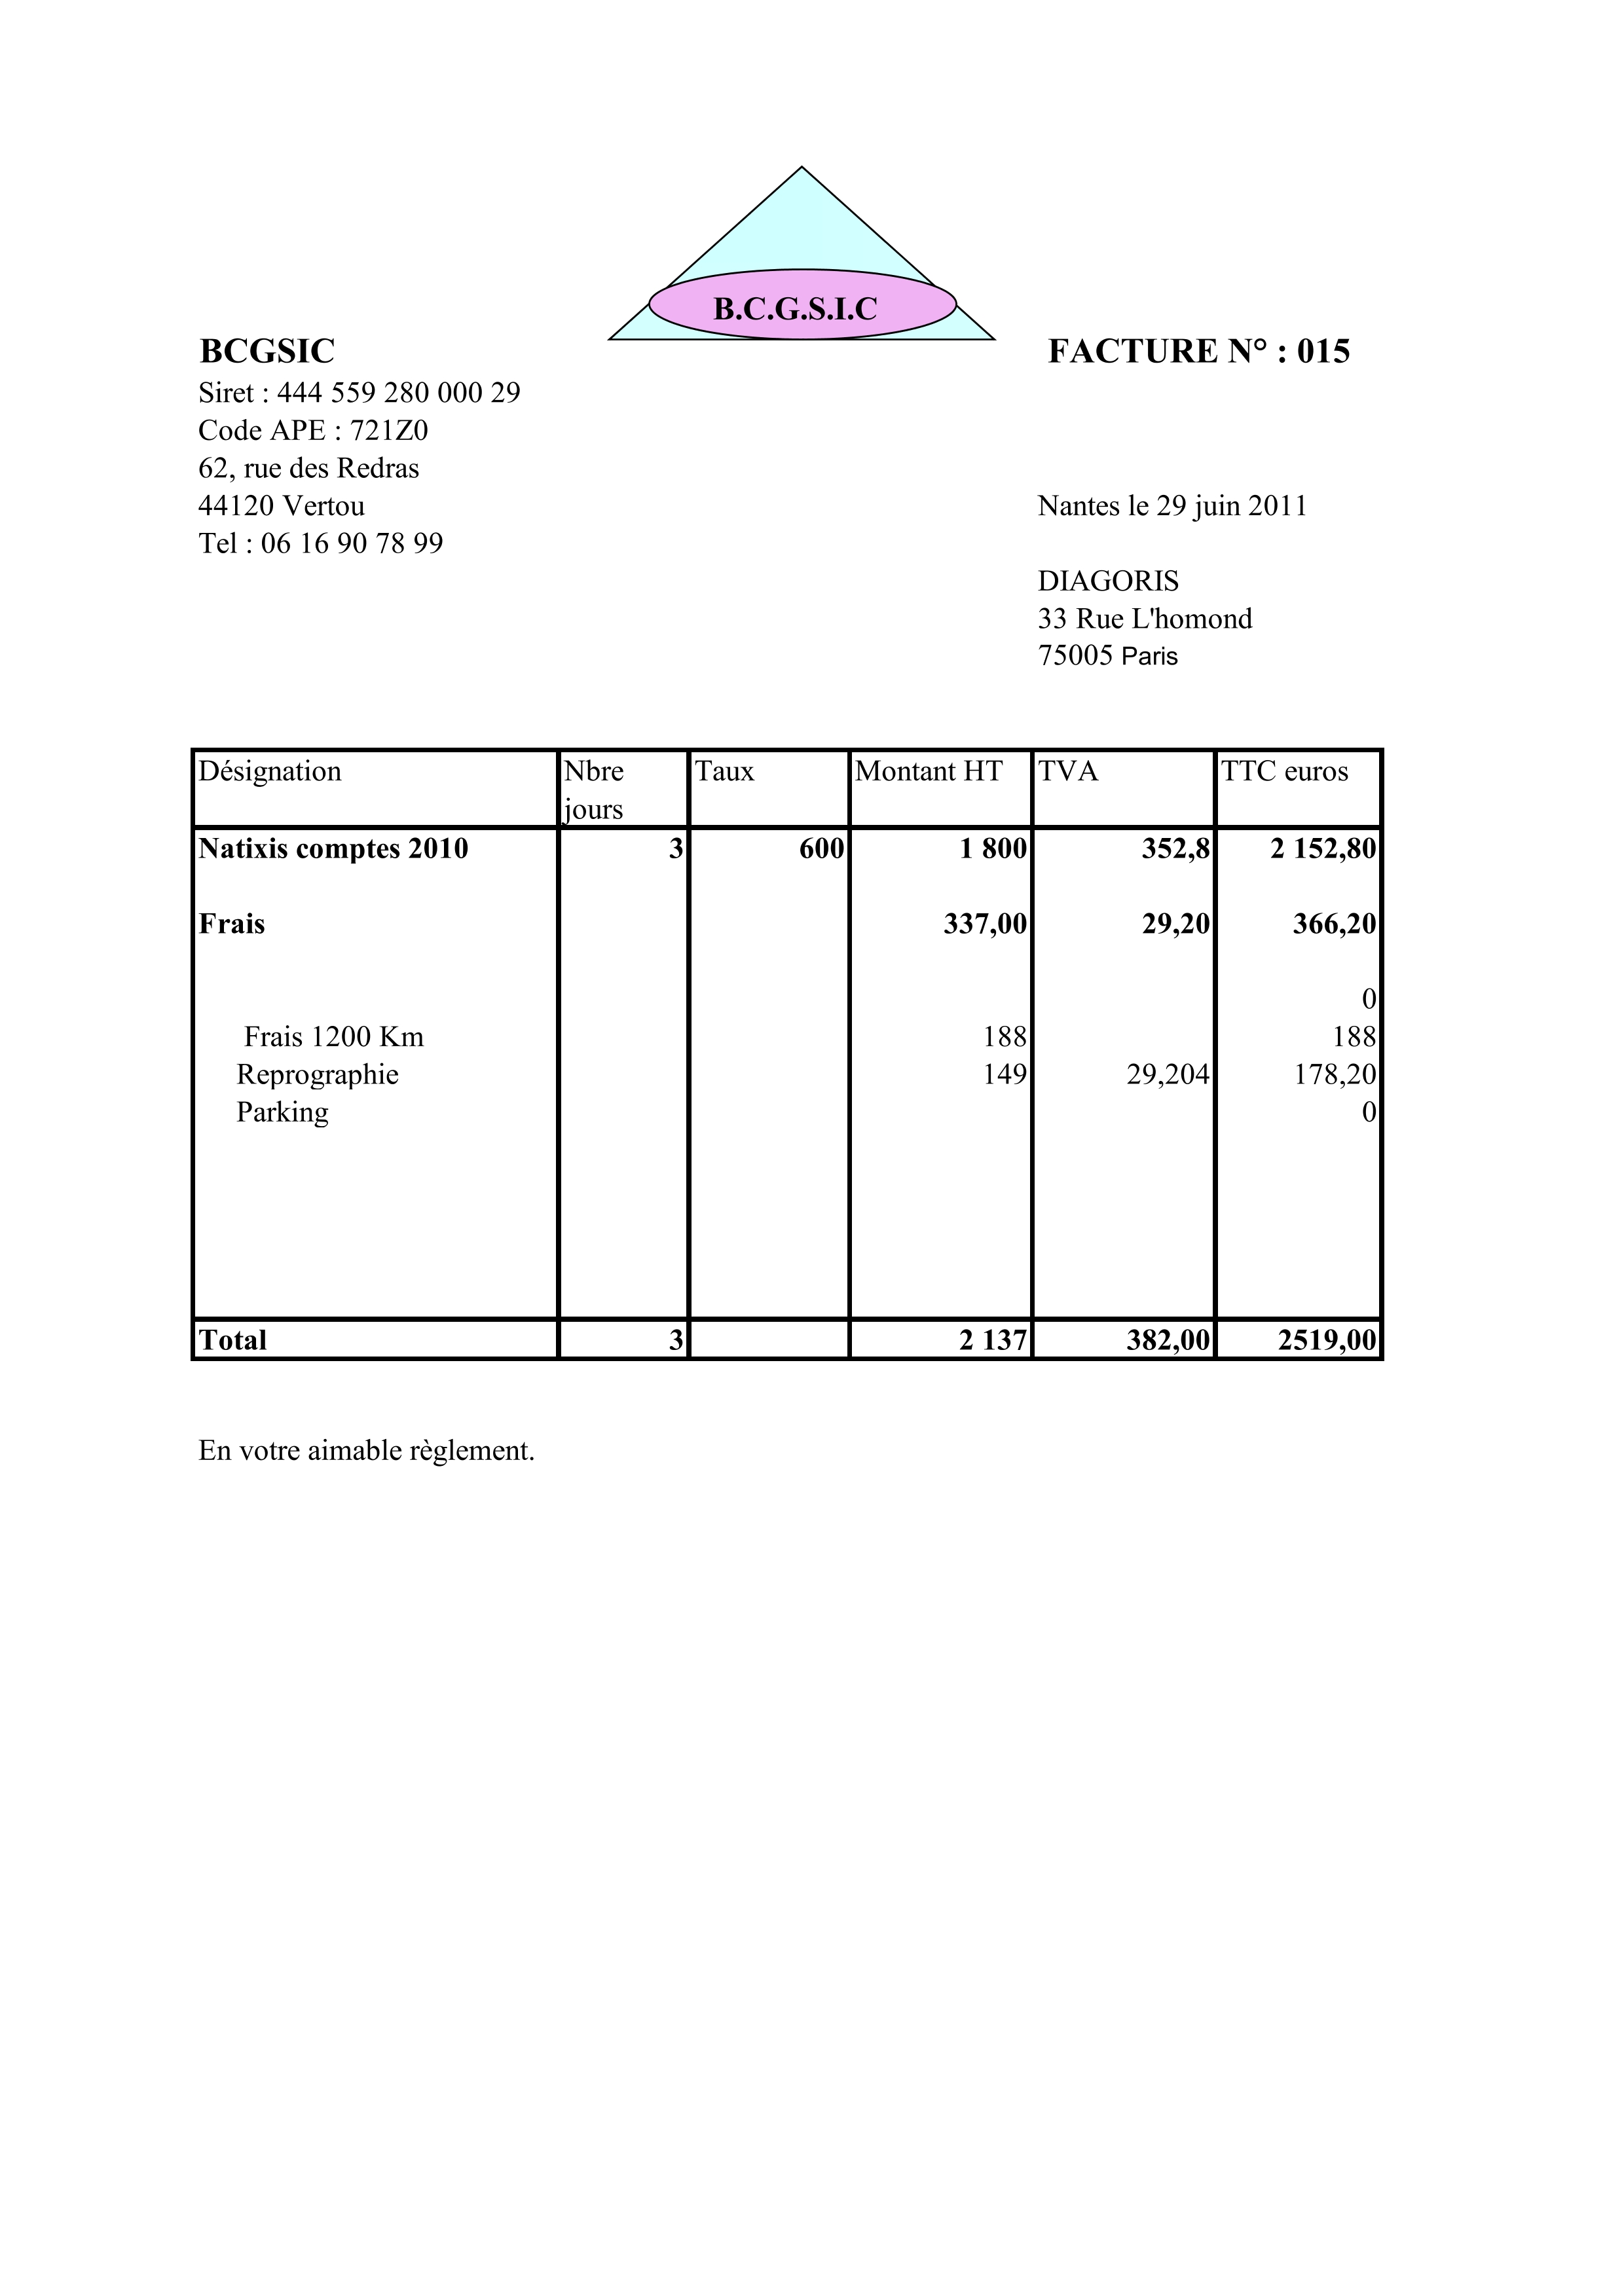 B.C.G.S.I.C
BCGSIC
FACTURE N° : 015
Siret : 444 559 280 000 29
Code APE : 721Z0
62, rue des Redras
44120 Vertou
Nantes le 29 juin 2011
Tel : 06 16 90 78 99
DIAGORIS
33 Rue L'homond
75005 Paris
Désignation Nbre jours Taux Montant HT TVA TTC euros
Natixis comptes 2010 3 600 1 800 352,8 2 152,80
Frais 337,00 29,20 366,20
0
Frais 1200 Km 188 188
Reprographie 149 29,204 178,20
Parking 0
Total 3 2 137 382,00 2519,00
En votre aimable règlement.